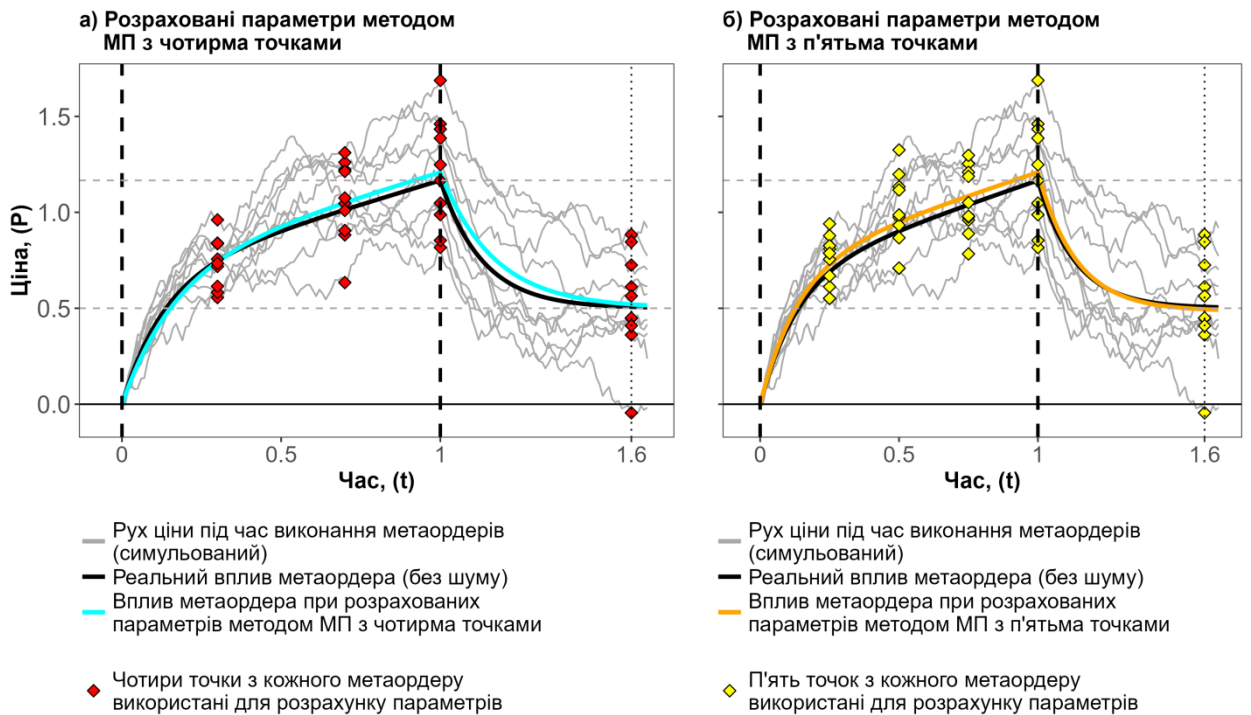 а) Розраховані параметри методом
МП з чотирма точками
1.5
1.0
0.5
0.0
Ціна, (P)
0
0.5
1
1.6
Час, (t)
Рух ціни під час виконання метаордерів
(симульований)
Реальний вплив метаордера (без шуму)
Вплив метаордера при розрахованих
параметрів методом МП з чотирма точками
Чотири точки з кожного метаордеру
використані для розрахунку параметрів
б) Розраховані параметри методом
МП з п'ятьма точками
0
0.5
1
1.6
Час, (t)
Рух ціни під час виконання метаордерів
(симульований)
Реальний вплив метаордера (без шуму)
Вплив метаордера при розрахованих
параметрів методом МП з п'ятьма точками
П'ять точок з кожного метаордеру
використані для розрахунку параметрів